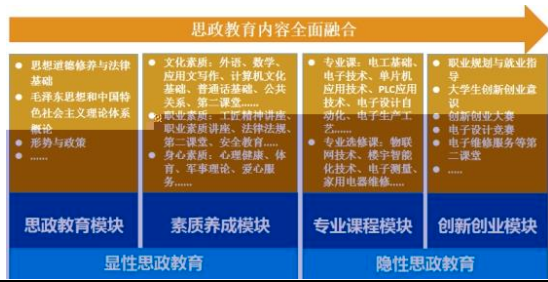 思政教育内容全面融合
● 思想道德修养与法律
基础
● 毛泽东思想和中国特
色社会主义理论体系
概论
● 形势与政策
● ......
● 文化素质：外语、数学、
应用文写作、计算机文化
基础、普通话基础、公共
关系、第二课堂......
● 职业素质：工匠精神讲座、
职业素质讲座、法律法规、
第二课堂、安全教育....
● 身心素质：心理健康、体
育、军事理论、爱心服
务......
● 专业课：电工基础、
电子技术、单片机
应用技术、PLC应用
技术、电子设计自
动化、电子生产工
艺......
● 专业选修课：物联
网技术、楼宇智能
化技术、电子测量、
家用电器维修.....
● 职业规划与就业指
导
● 大学生创新创业意
识
● 创新创业大赛
● 电子设计竞赛
● 电子维修服务等第
二课堂
● .....
思政教育模块
素质养成模块
专业课程模块
创新创业模块
显性思政教育
隐性思政教育